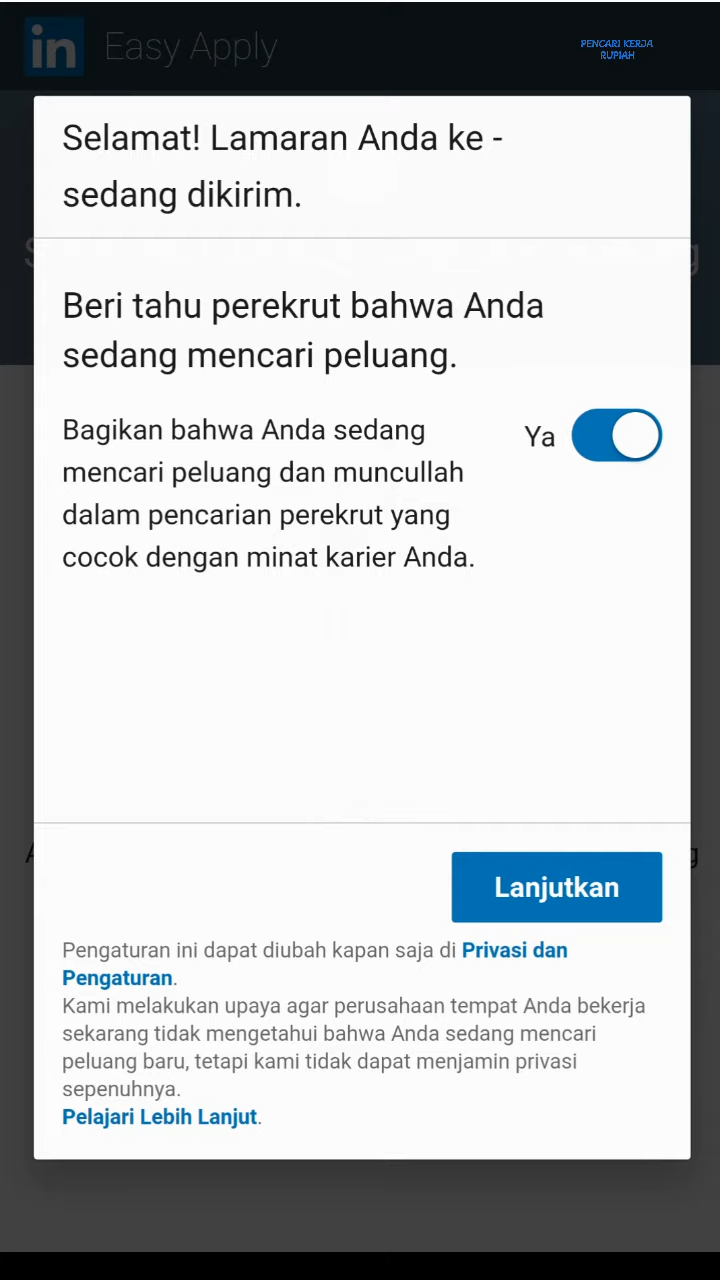 in Easy Apply
PENCARI KERJA
RUPIAH
Selamat! Lamaran Anda ke -
sedang dikirim.
Beri tahu perekrut bahwa Anda
sedang mencari peluang.
Bagikan bahwa Anda sedang
mencari peluang dan muncullah
dalam pencarian perekrut yang
cocok dengan minat karier Anda.
Ya
Lanjutkan
Pengaturan ini dapat diubah kapan saja di Privasi dan
Pengaturan.
Kami melakukan upaya agar perusahaan tempat Anda bekerja
sekarang tidak mengetahui bahwa Anda sedang mencari
peluang baru, tetapi kami tidak dapat menjamin privasi
sepenuhnya.
Pelajari Lebih Lanjut.